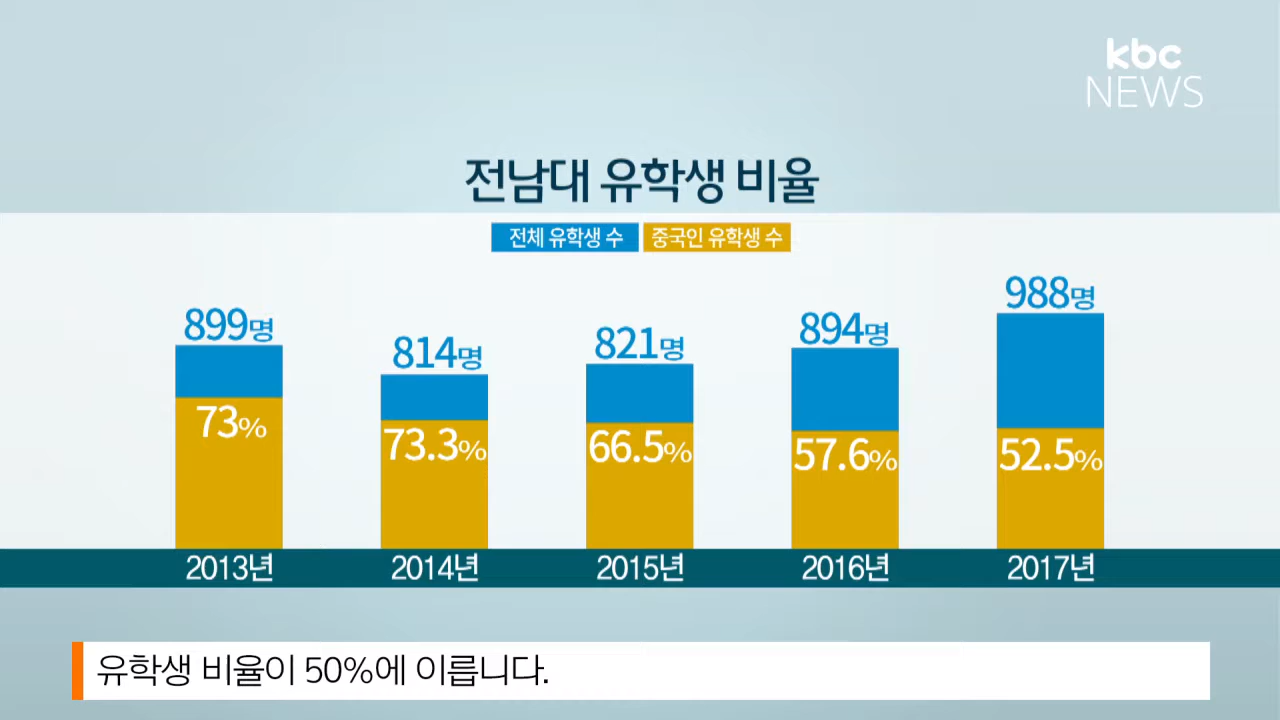 kbc
NEWS
전남대 유학생 비율
전체 유학생 수 중국인 유학생 수
899명 814명 821명 894명 988명
73% 73.3% 66.5% 57.6% 52.5%
2013년 2014년 2015년 2016년 2017년
유학생 비율이 50%에 이릅니다.